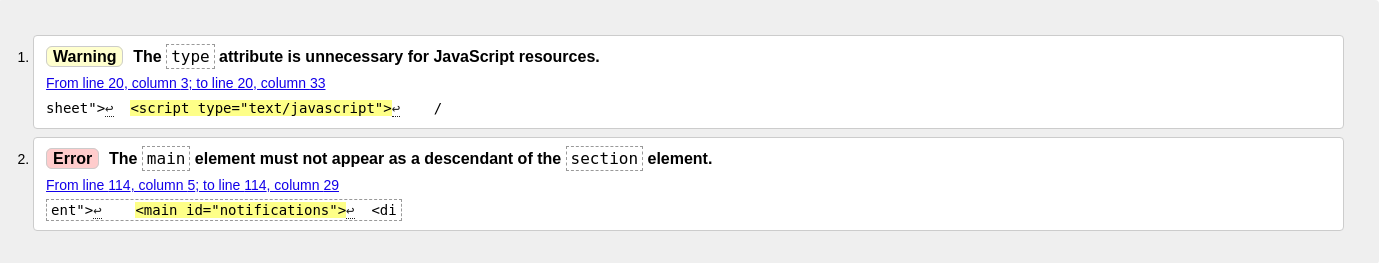 1. Warning The type attribute is unnecessary for JavaScript resources.
From line 20, column 3; to line 20, column 33
sheet">↩ <script type="text/javascript">↩ /
2. Error The main element must not appear as a descendant of the section element.
From line 114, column 5; to line 114, column 29
ent">↩ <main id="notifications">↩ <di